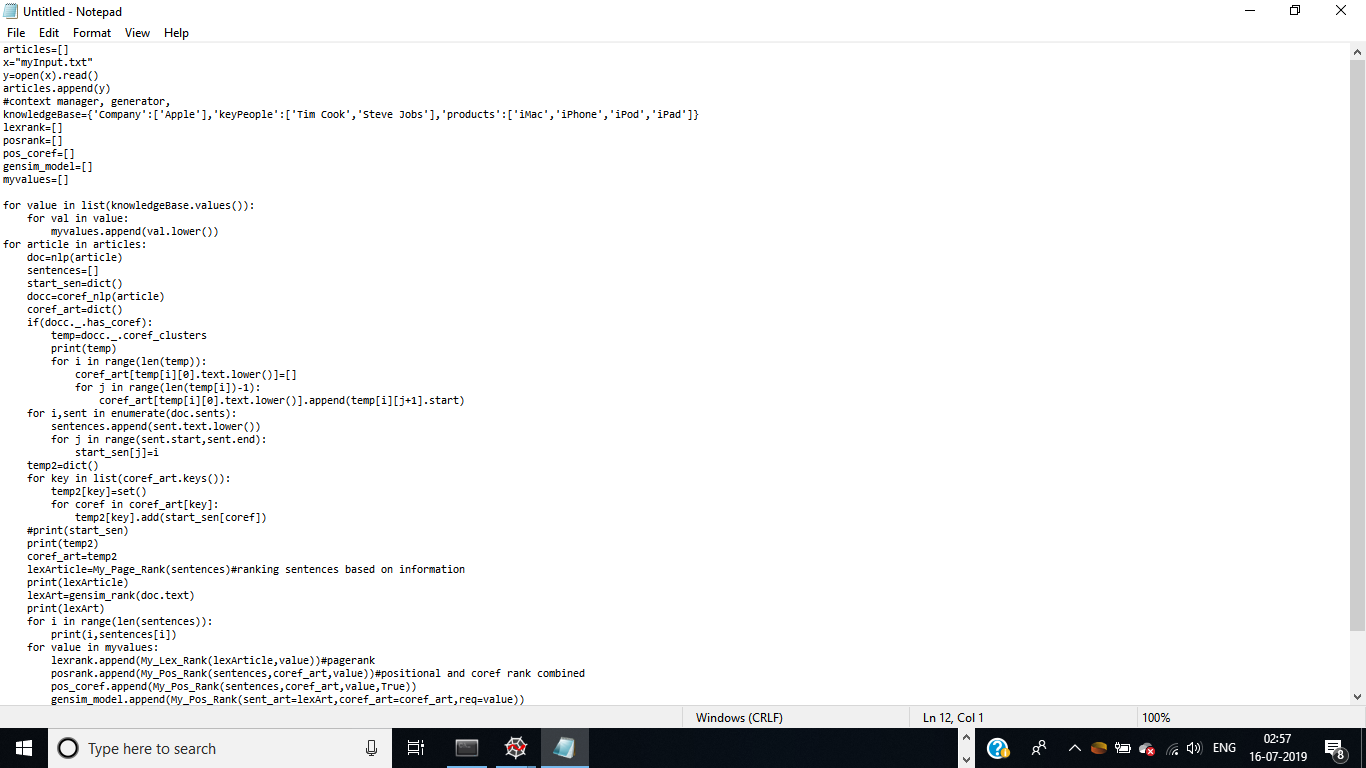 Untitled - Notepad
File Edit Format View Help
articles=[]
x="myInput.txt"
y=open(x).read()
articles.append(y)
#context manager, generator,
knowledgeBase={'Company':['Apple'],'keyPeople':['Tim Cook','Steve Jobs'],'products':['iMac','iPhone','iPod','iPad']}
lexrank=[]
posrank=[]
pos_coref=[]
gensim_model=[]
myvalues=[]

for value in list(knowledgeBase.values()):
    for val in value:
        myvalues.append(val.lower())
for article in articles:
    doc=nlp(article)
    sentences=[]
    start_sen=dict()
    docc=coref_nlp(article)
    coref_art=dict()
    if(docc._.has_coref):
        temp=docc._.coref_clusters
        print(temp)
        for i in range(len(temp)):
            coref_art[temp[i][0].text.lower()]=[]
            for j in range(len(temp[i])-1):
                coref_art[temp[i][0].text.lower()].append(temp[i][j+1].start)
    for i,sent in enumerate(doc.sents):
        sentences.append(sent.text.lower())
        for j in range(sent.start,sent.end):
            start_sen[j]=i
    temp2=dict()
    for key in list(coref_art.keys()):
        temp2[key]=set()
        for coref in coref_art[key]:
            temp2[key].add(start_sen[coref])
    #print(start_sen)
    print(temp2)
    coref_art=temp2
    lexArticle=My_Page_Rank(sentences)#ranking sentences based on information
    print(lexArticle)
    lexArt=gensim_rank(doc.text)
    print(lexArt)
    for i in range(len(sentences)):
        print(i,sentences[i])
    for value in myvalues:
        lexrank.append(My_Lex_Rank(lexArticle,value))#pagerank
        posrank.append(My_Pos_Rank(sentences,coref_art,value))#positional and coref rank combined
        pos_coref.append(My_Pos_Rank(sentences,coref_art,value,True))
        gensim_model.append(My_Pos_Rank(sent_art=lexArt,coref_art=coref_art,req=value))
Windows (CRLF) Ln 12, Col 1 100%
Type here to search
ENG
02:57
16-07-2019
8